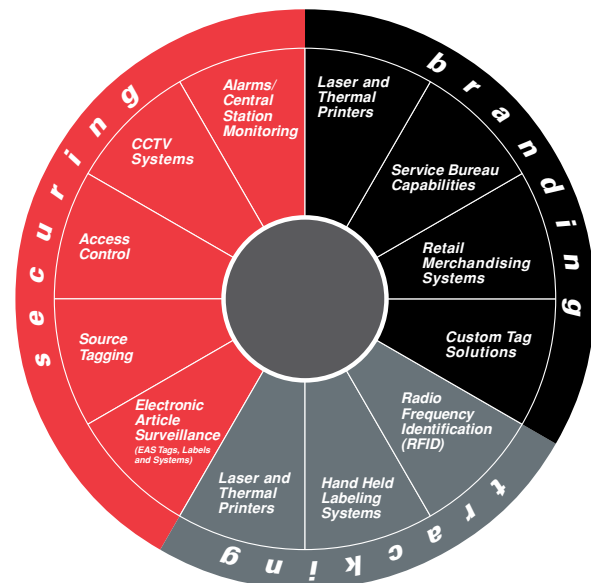 securing
Alarms/
Central
Station
Monitoring
CCTV
Systems
Access
Control
Source
Tagging
Electronic
Article
Surveillance
(EAS Tags, Labels
and Systems)
branding
Laser and
Thermal
Printers
Service Bureau
Capabilities
Retail
Merchandising
Systems
Custom Tag
Solutions
tracking
Radio
Frequency
Identification
(RFID)
Hand Held
Labeling
Systems
Laser and
Thermal
Printers